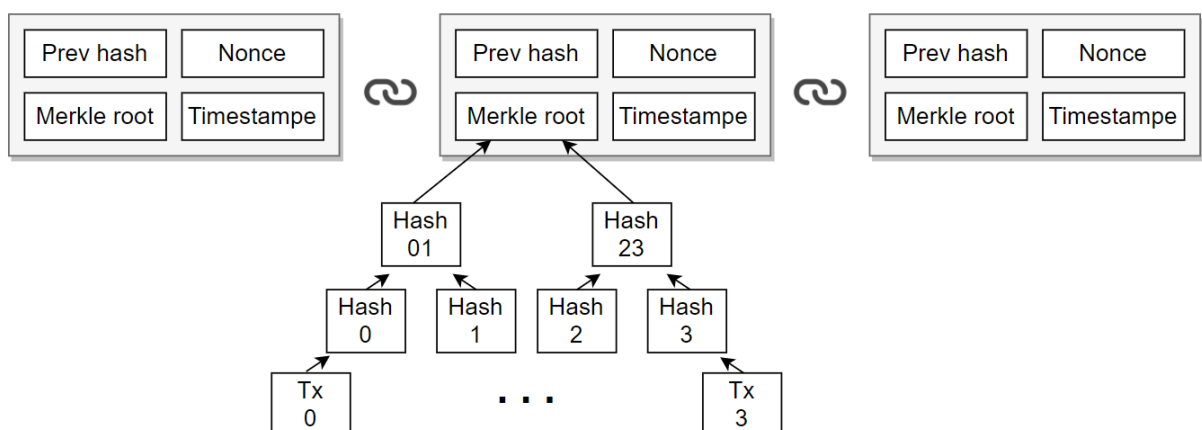 Prev hash Nonce Prev hash Nonce Prev hash Nonce
Merkle root Timestampe Merkle root Timestampe Merkle root Timestampe
Hash Hash
01 23
Hash Hash Hash Hash
0 1 2 3
Tx . . . Tx
0 3